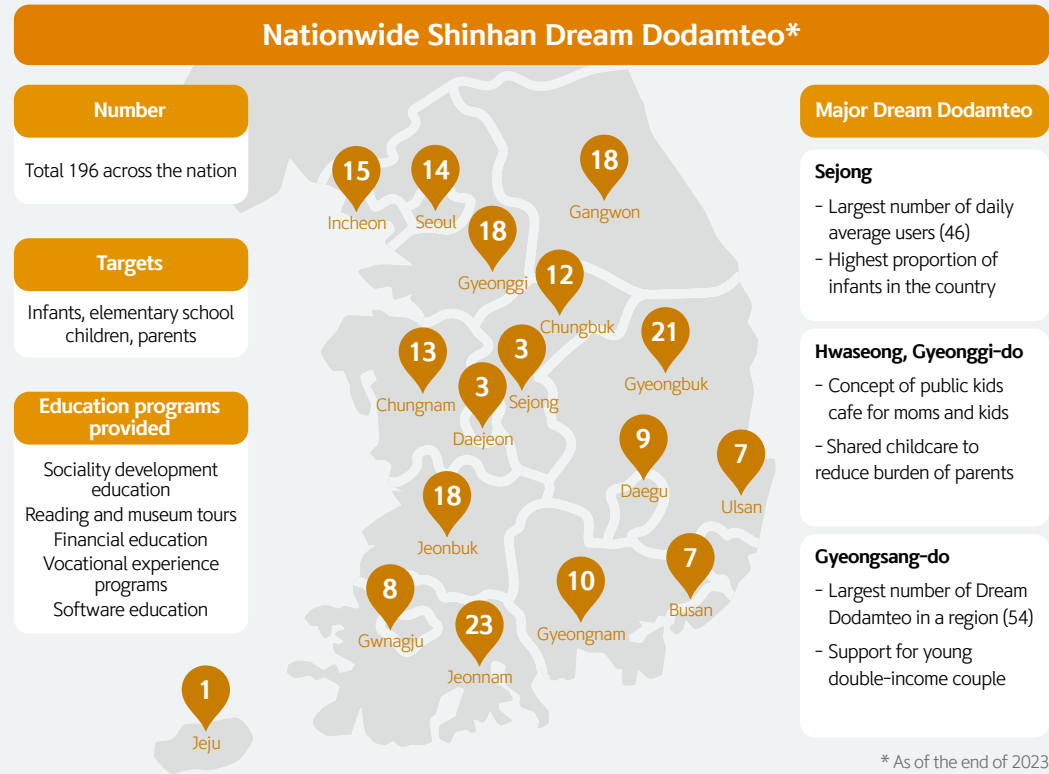 Nationwide Shinhan Dream Dodamteo*
Number
Total 196 across the nation
Targets
Infants, elementary school
children, parents
Education programs
provided
Sociality development
education
Reading and museum tours
Financial education
Vocational experience
programs
Software education
15
Incheon
14
Seoul
18
Gangwon
18
Gyeonggi
12
Chungbuk
21
Gyeongbuk
13
Chungnam
3
Sejong
3
Daejeon
9
Daegu
7
Ulsan
18
Jeonbuk
7
Busan
10
Gyeongnam
8
Gwnagju
23
Jeonnam
1
Jeju
Major Dream Dodamteo
Sejong
- Largest number of daily
average users (46)
- Highest proportion of
infants in the country
Hwaseong, Gyeonggi-do
- Concept of public kids
cafe for moms and kids
- Shared childcare to
reduce burden of parents
Gyeongsang-do
- Largest number of Dream
Dodamteo in a region (54)
- Support for young
double-income couple
* As of the end of 2023